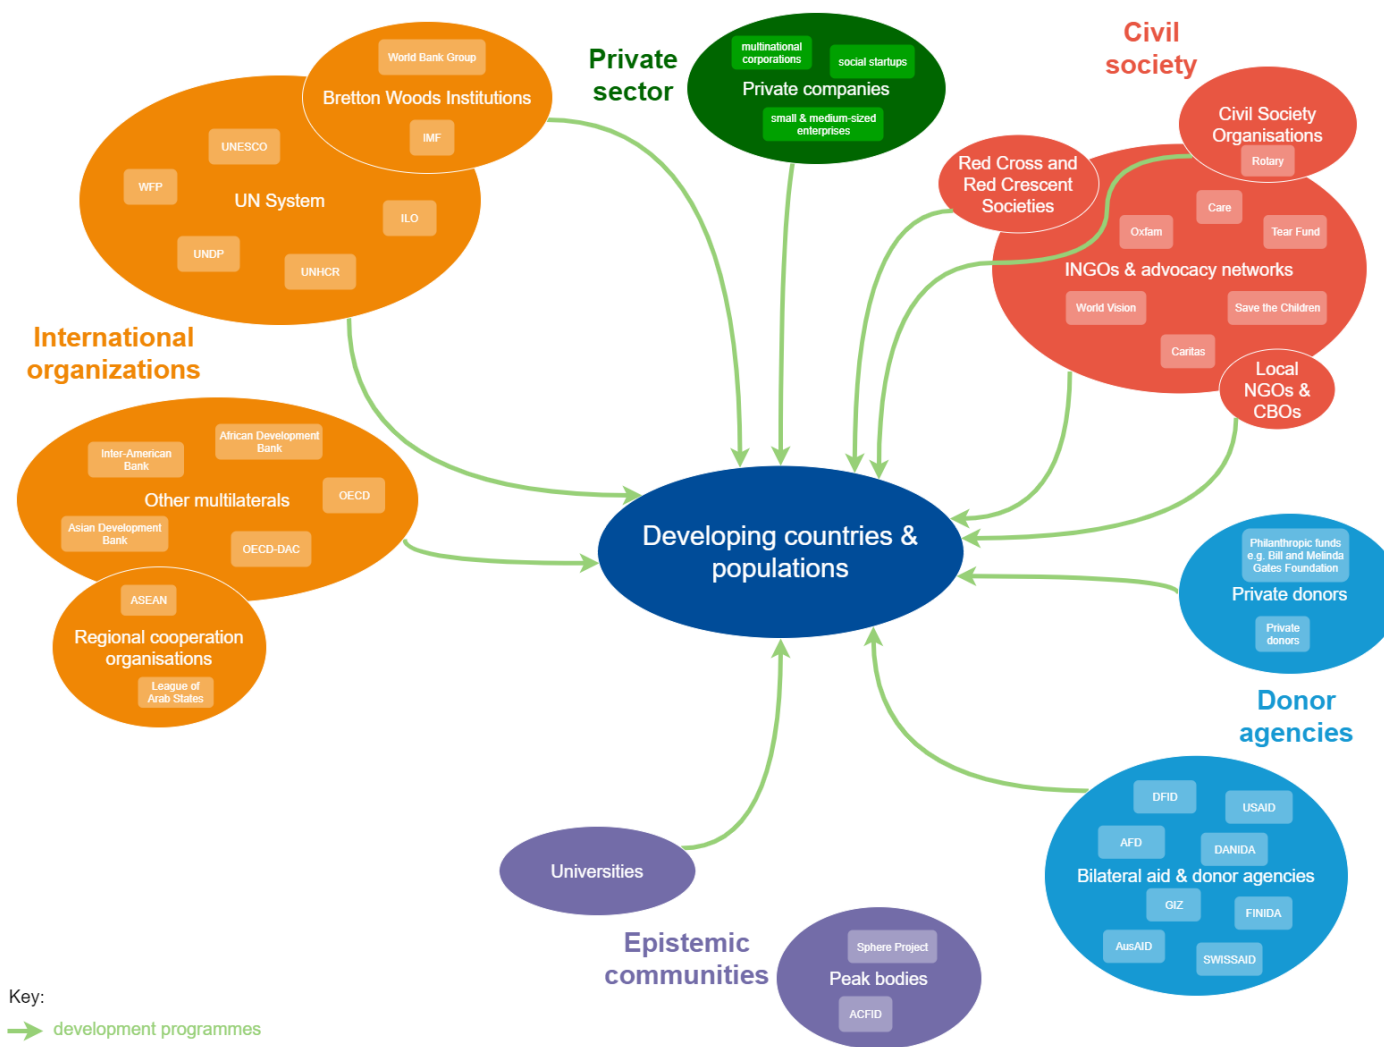 International
organizations
World Bank Group
Bretton Woods Institutions
IMF
UNESCO
WFP
UN System
ILO
UNDP
UNHCR
African Development
Bank
Inter-American
Bank
OECD
Other multilaterals
Asian Development
Bank
OECD-DAC
ASEAN
Regional cooperation
organisations
League of
Arab States
Private
sector
multinational
corporations
social startups
Private companies
small & medium-sized
enterprises
Civil
society
Civil Society
Organisations
Rotary
Red Cross and
Red Crescent
Societies
Care
Oxfam
Tear Fund
INGOs & advocacy networks
World Vision
Save the Children
Caritas
Local
NGOs &
CBOs
Developing countries &
populations
Philanthropic funds
e.g. Bill and Melinda
Gates Foundation
Private donors
Private
donors
Donor
agencies
DFID
USAID
AFD
DANIDA
Bilateral aid & donor agencies
GIZ
FINIDA
AusAID
SWISSAID
Universities
Epistemic
communities
Sphere Project
Peak bodies
ACFID
Key:
development programmes